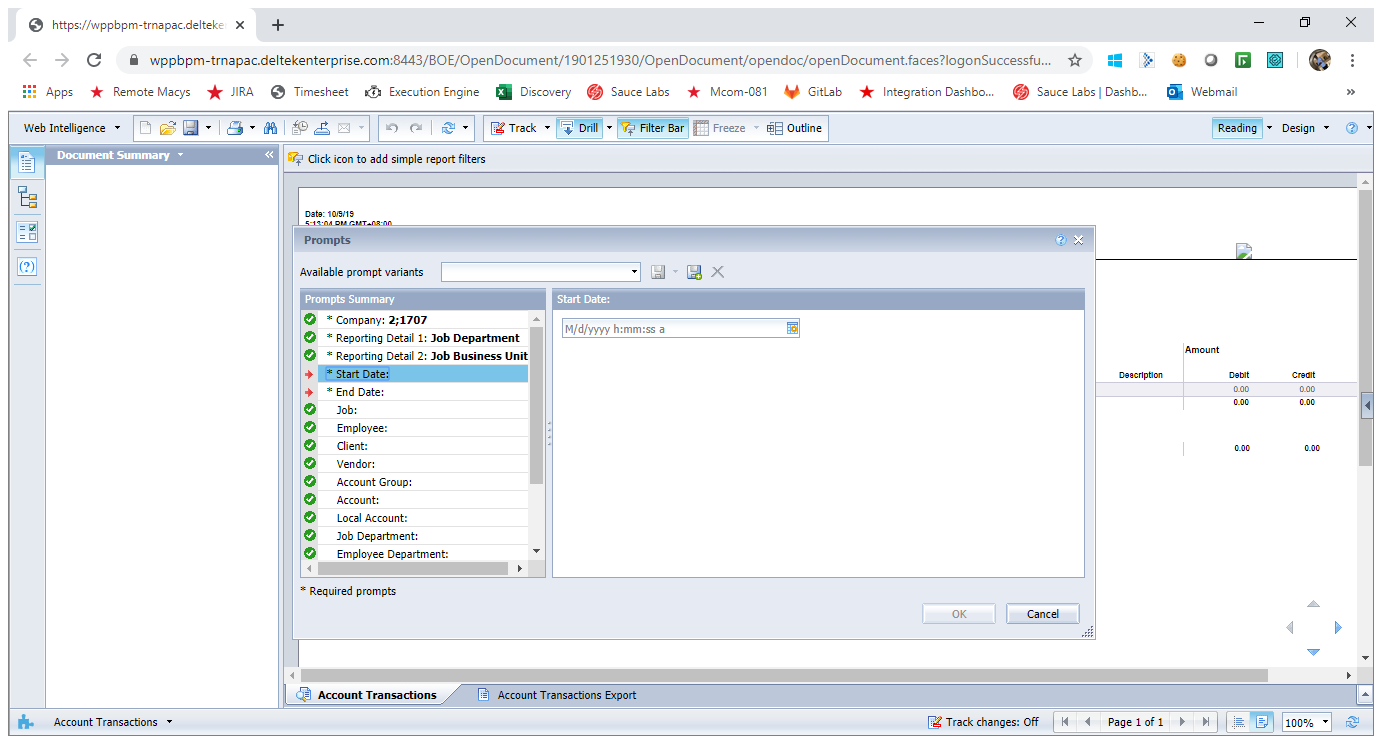 https://wppbpm-trnapac.delteke
wppbpm-trnapac.deltekenterprise.com:8443/BOE/OpenDocument/1901251930/OpenDocument/opendoc/openDocument.faces?logonSuccessfu...
Apps Remote Macys JIRA Timesheet Execution Engine Discovery Sauce Labs Mcom-081 GitLab Integration Dashbo... Sauce Labs | Dashb... Webmail »
Web Intelligence Track Drill Filter Bar Freeze Outline Reading Design
Document Summary
Click icon to add simple report filters
Date: 10/9/19
5:13:04 PM GMT+08:00
Prompts
Available prompt variants
Prompts Summary
* Company: 2;1707
* Reporting Detail 1: Job Department
* Reporting Detail 2: Job Business Unit
* Start Date:
* End Date:
Job:
Employee:
Client:
Vendor:
Account Group:
Account:
Local Account:
Job Department:
Employee Department:
Start Date:
M/d/yyyy h:mm:ss a
* Required prompts
OK Cancel
Amount
Description Debit Credit
0.00 0.00
0.00 0.00
0.00 0.00
Account Transactions Account Transactions Export
Account Transactions Track changes: Off Page 1 of 1 100%